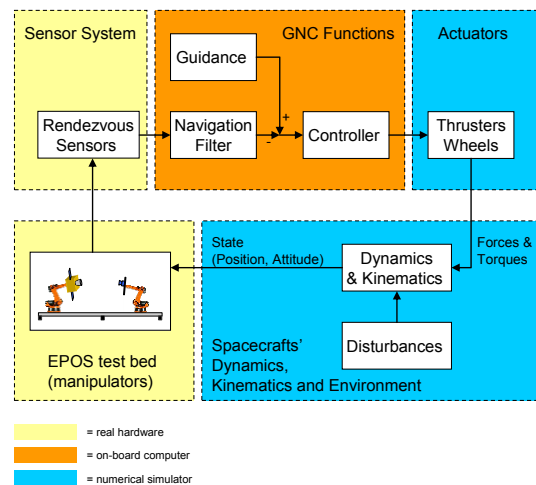 Sensor System
GNC Functions
Actuators
Guidance
Rendezvous
Sensors
Navigation
Filter
+
-
Controller
Thrusters
Wheels
State
(Position, Attitude)
Forces &
Torques
Dynamics
& Kinematics
Disturbances
EPOS test bed
(manipulators)
Spacecrafts'
Dynamics,
Kinematics and Environment
= real hardware
= on-board computer
= numerical simulator